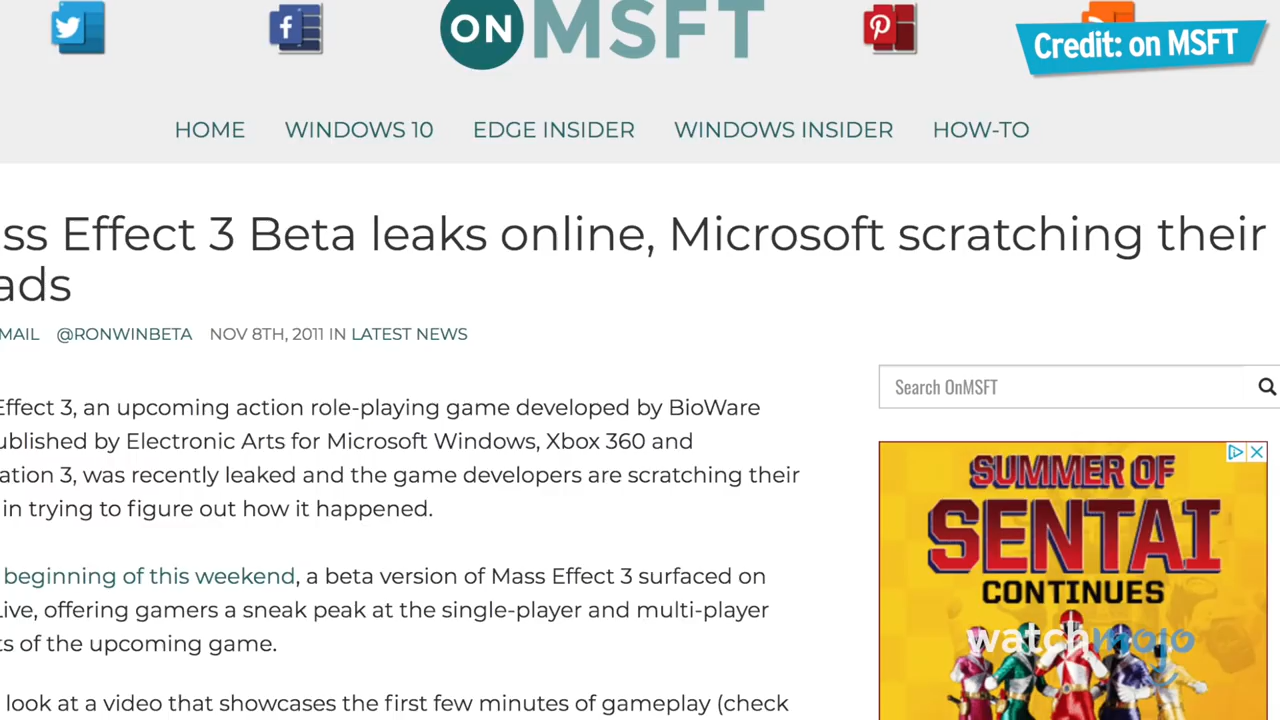 ON MSFT
Credit: on MSFT
HOME WINDOWS 10 EDGE INSIDER WINDOWS INSIDER HOW-TO
ss Effect 3 Beta leaks online, Microsoft scratching their
ads
MAIL @RONWINBETA NOV 8TH, 2011 IN LATEST NEWS
Search OnMSFT
Effect 3, an upcoming action role-playing game developed by BioWare
ublished by Electronic Arts for Microsoft Windows, Xbox 360 and
ation 3, was recently leaked and the game developers are scratching their
in trying to figure out how it happened.
beginning of this weekend, a beta version of Mass Effect 3 surfaced on
Live, offering gamers a sneak peak at the single-player and multi-player
ts of the upcoming game.
look at a video that showcases the first few minutes of gameplay (check
SUMMER OF
SENTAI
CONTINUES
watchmojo